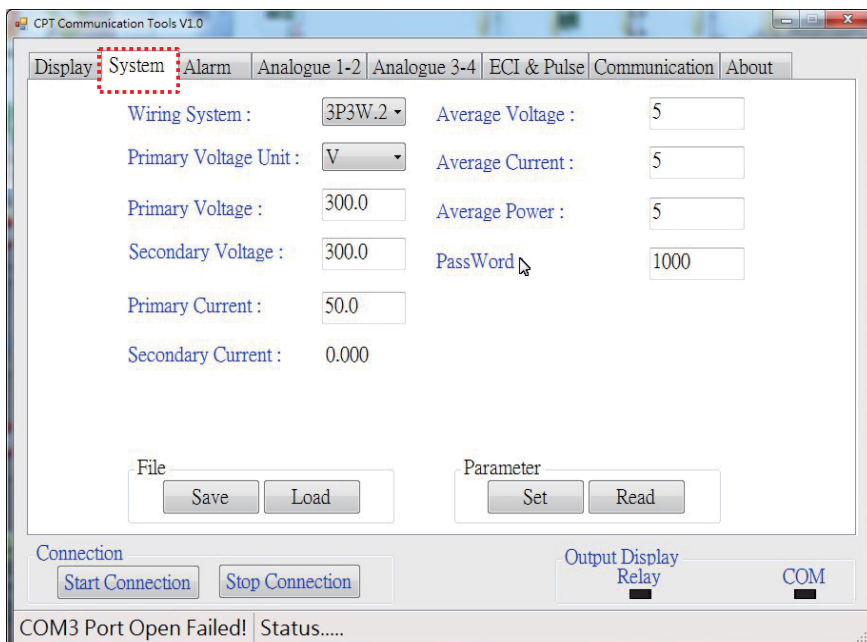 CPT Communication Tools V1.0
Display System Alarm Analogue 1-2 Analogue 3-4 ECI & Pulse Communication About
Wiring System : 3P3W.2 Average Voltage : 5
Primary Voltage Unit : V Average Current : 5
Primary Voltage : 300.0 Average Power : 5
Secondary Voltage : 300.0 PassWord 1000
Primary Current : 50.0
Secondary Current : 0.000
File Parameter
Save Load Set Read
Connection Output Display
Start Connection Stop Connection Relay COM
COM3 Port Open Failed! Status.....